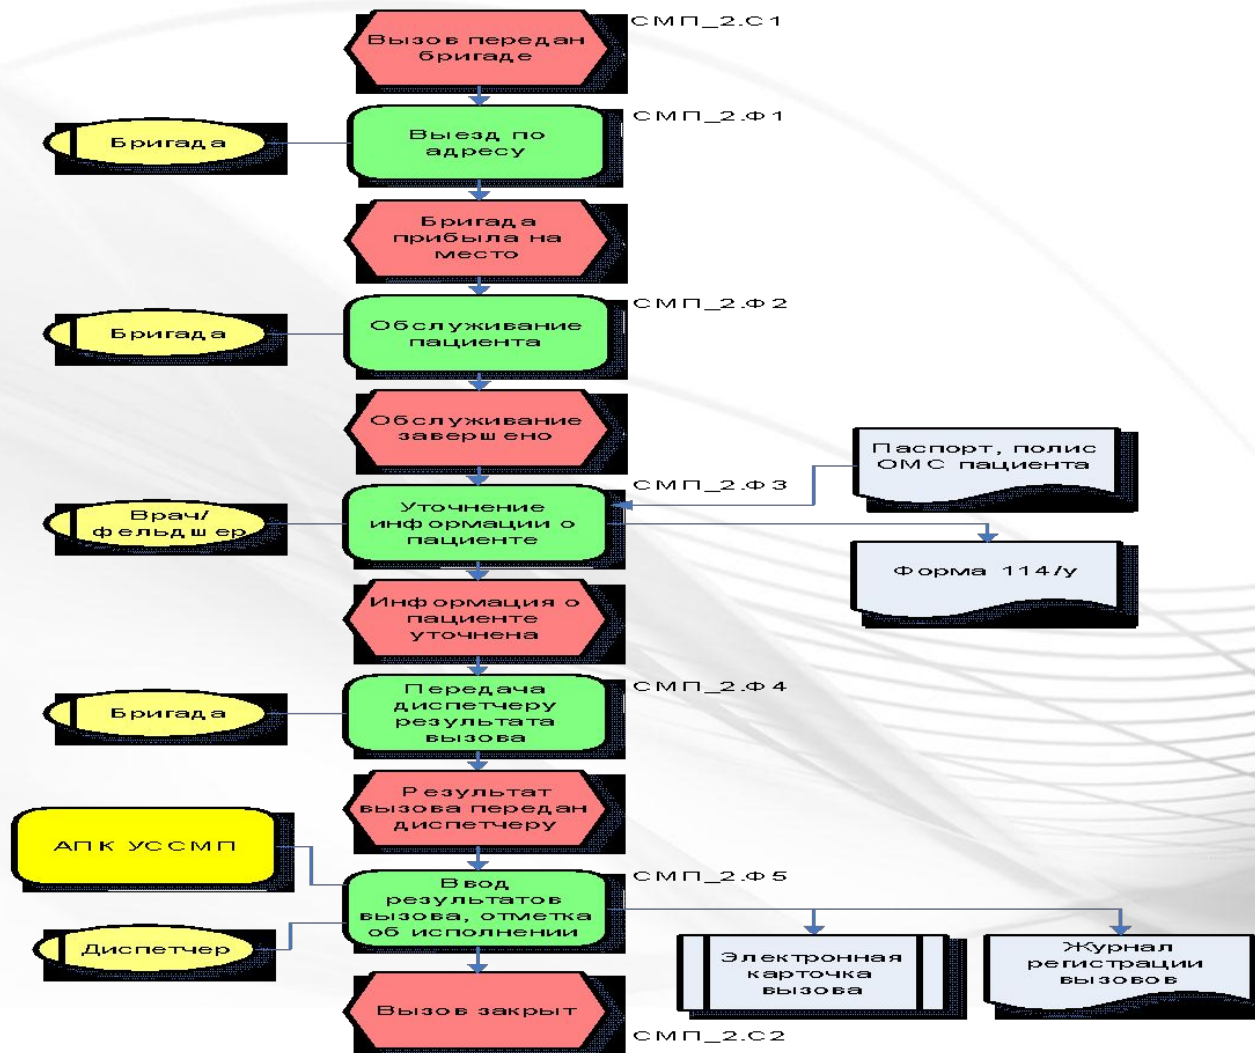 СМП_2.С1
Вызов передан
бригаде
СМП_2.Ф1
Бригада
Выезд по
адресу
Бригада
прибыла на
место
СМП_2.Ф2
Бригада
Обслуживание
пациента
Обслуживание
завершено
Паспорт, полис
ОМС пациента
СМП_2.Ф3
Врач/
фельдшер
Уточнение
информации о
пациенте
Форма 114/у
Информация о
пациенте
уточнена
СМП_2.Ф4
Бригада
Передача
диспетчеру
результата
вызова
Результат
вызова передан
диспетчеру
АПК УССМП
СМП_2.Ф5
Ввод
результатов
вызова, отметка
об исполнении
Диспетчер
Электронная
карточка
вызова
Журнал
регистрации
вызовов
Вызов закрыт
СМП_2.С2